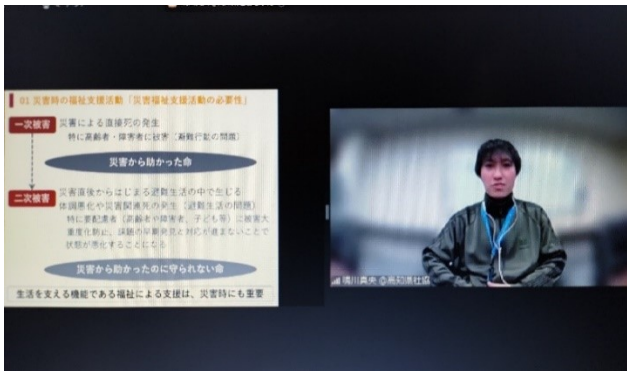 01 災害時の福祉支援活動「災害福祉支援活動の必要性」
一次被害
災害による直接死の発生
特に高齢者・障害者に被害（避難行動の問題）
災害から助かった命
二次被害
災害直後からはじまる避難生活の中で生じる
体調悪化や災害関連死の発生（避難生活の問題）
特に要配慮者（高齢者や障害者、子ども等）に被害大
重度化防止、課題の早期発見と対応が進まないことで
状態が悪化することになる
災害から助かったのに守られない命
生活を支える機能である福祉による支援は、災害時にも重要
川真央 @高知県社協